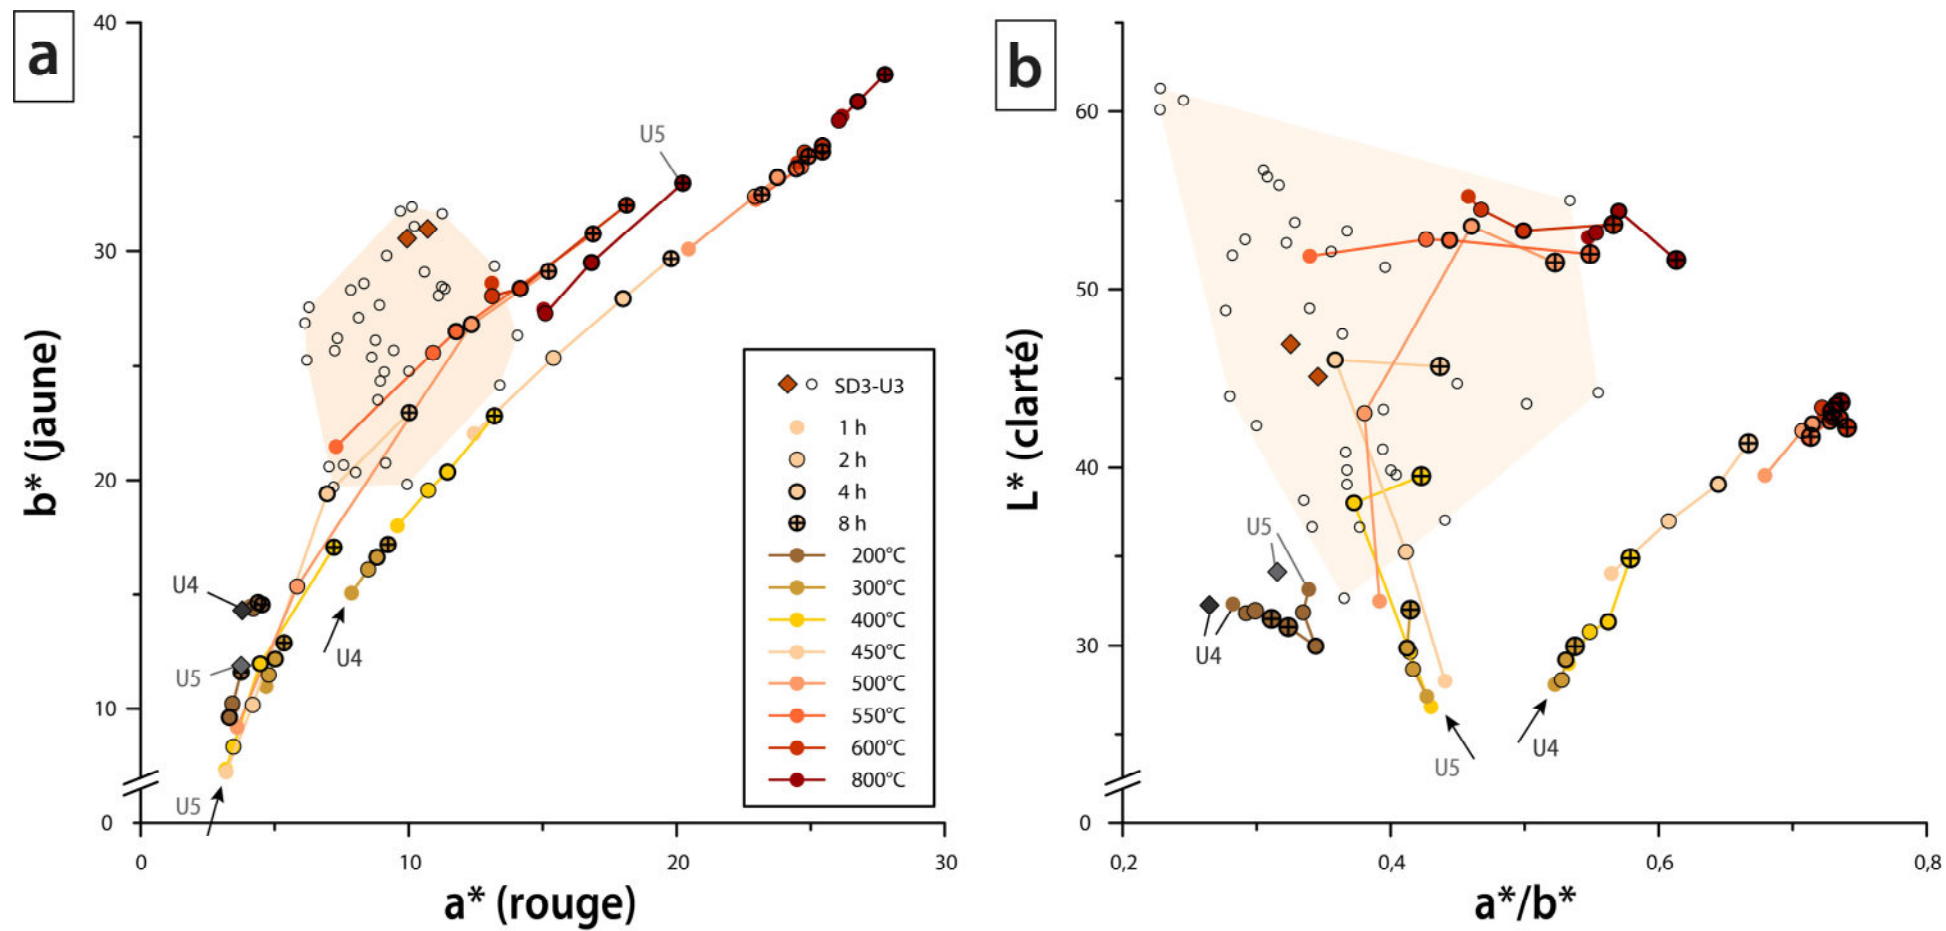 a
40
30
20
10
0
b* (jaune)
0
10
20
30
a* (rouge)
U5
U4
U5
U4
U5
SD3-U3
1 h
2 h
4 h
8 h
200°C
300°C
400°C
450°C
500°C
550°C
600°C
800°C
b
60
50
40
30
0
L* (clarté)
0,2
0,4
0,6
0,8
a*/b*
U5
U4
U5
U4